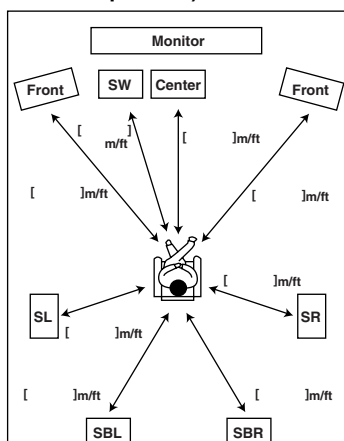 Monitor
Front
SW
Center
Front
[ ]
m/ft
[ ]m/ft
[ ]m/ft
[ ]m/ft
[ ]m/ft
SL
[ ]m/ft
SR
[ ]m/ft
[ ]m/ft
SBL
SBR